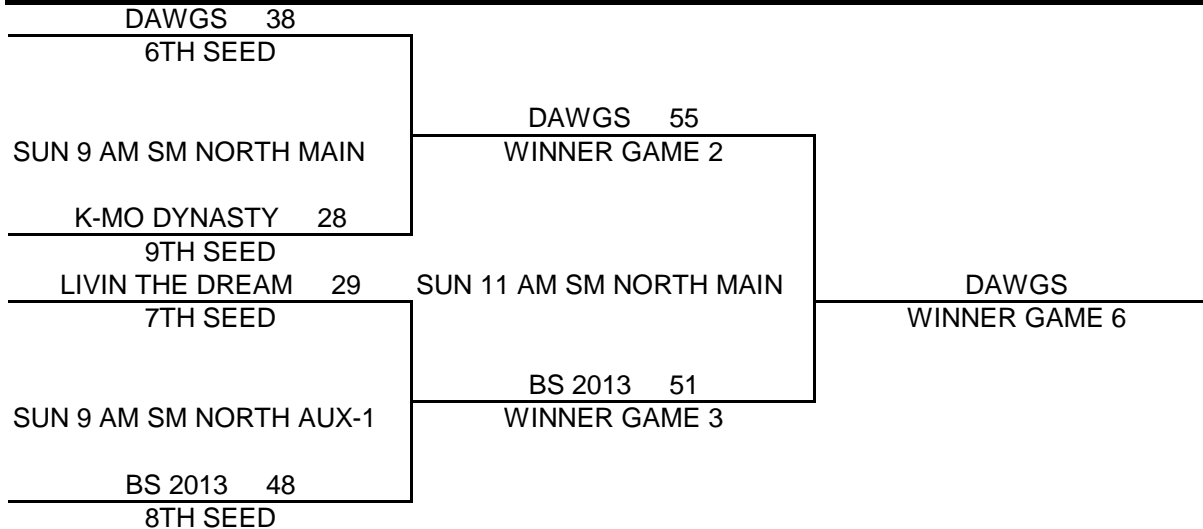 DAWGS 38
6TH SEED
DAWGS 55
SUN 9 AM SM NORTH MAIN
WINNER GAME 2
K-MO DYNASTY 28
9TH SEED
LIVIN THE DREAM 29
SUN 11 AM SM NORTH MAIN
DAWGS
7TH SEED
WINNER GAME 6
BS 2013 51
SUN 9 AM SM NORTH AUX-1
WINNER GAME 3
BS 2013 48
8TH SEED